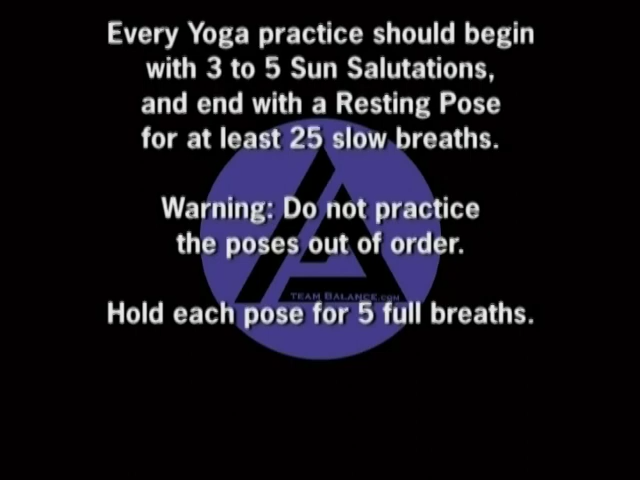 Every Yoga practice should begin
with 3 to 5 Sun Salutations,
and end with a Resting Pose
for at least 25 slow breaths.
Warning: Do not practice
the poses out of order.
TEAM BALANCE.COM
Hold each pose for 5 full breaths.